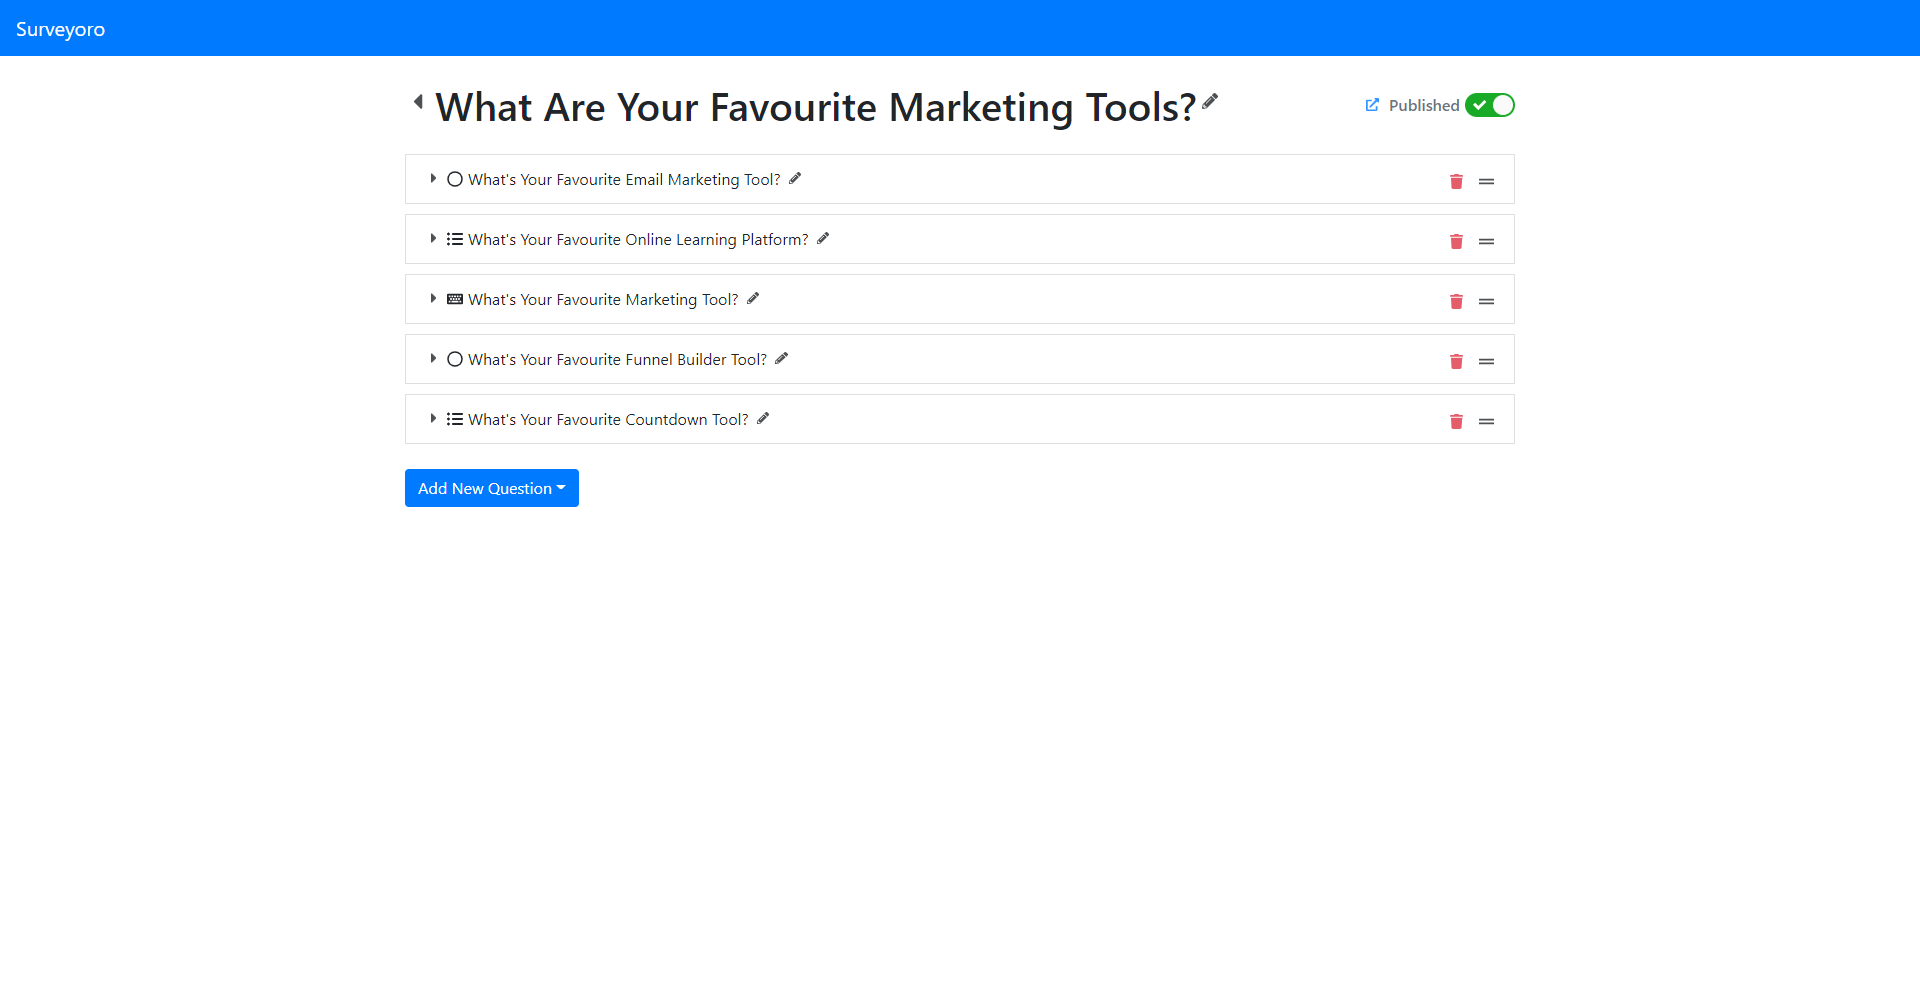 Surveyoro
What Are Your Favourite Marketing Tools?
Published
What's Your Favourite Email Marketing Tool?
What's Your Favourite Online Learning Platform?
What's Your Favourite Marketing Tool?
What's Your Favourite Funnel Builder Tool?
What's Your Favourite Countdown Tool?
Add New Question